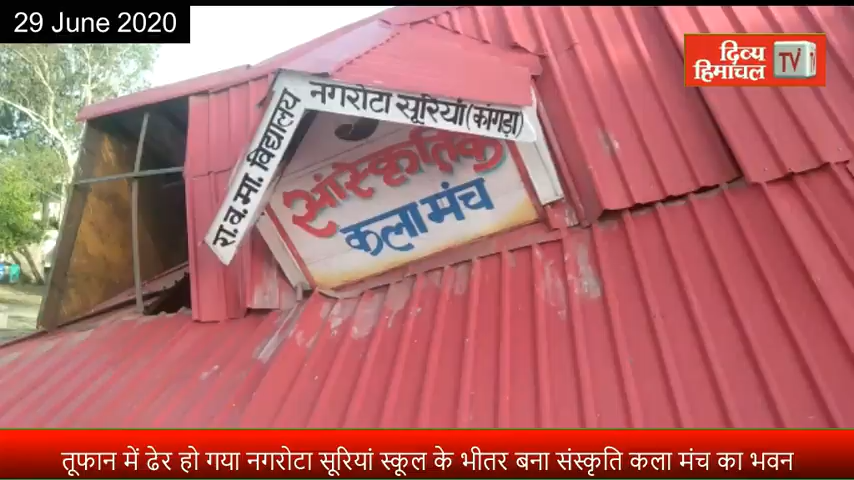 29 June 2020
दिव्य
हिमांचल
TV
रा.व.मा. विद्यालय
नगरोटा सूरियाँ (कांगड़ा)
सांस्कृतिक
कला मंच
तूफान में ढेर हो गया नगरोटा सूरियां स्कूल के भीतर बना संस्कृति कला मंच का भवन